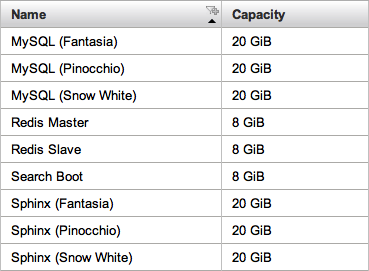 Name Capacity
MySQL (Fantasia) 20 GiB
MySQL (Pinocchio) 20 GiB
MySQL (Snow White) 20 GiB
Redis Master 8 GiB
Redis Slave 8 GiB
Search Boot 8 GiB
Sphinx (Fantasia) 20 GiB
Sphinx (Pinocchio) 20 GiB
Sphinx (Snow White) 20 GiB